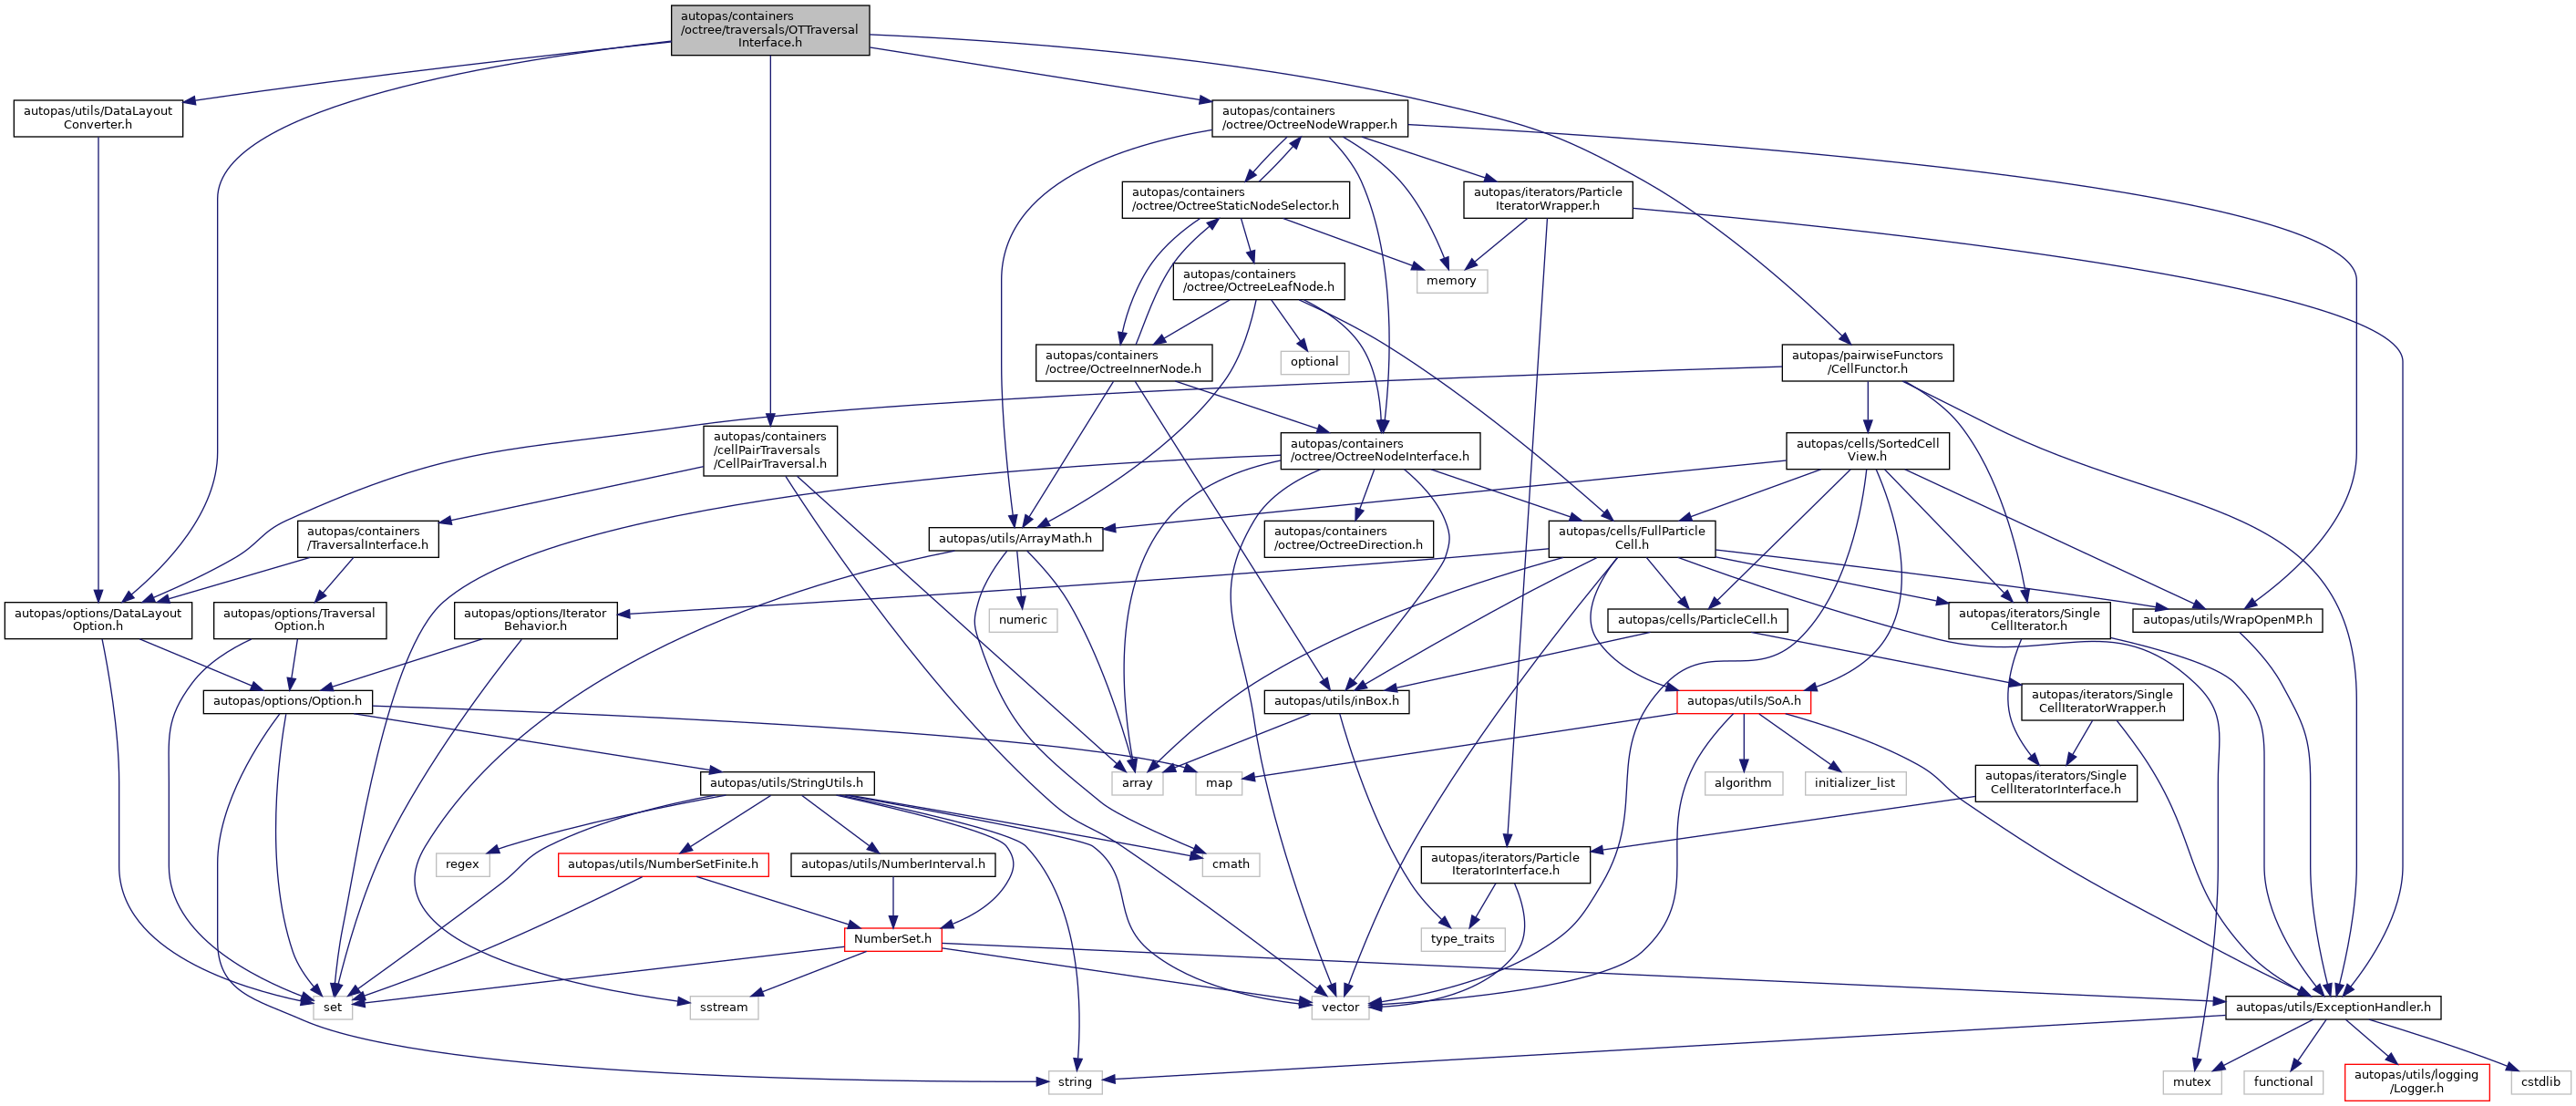 autopas/containers
/octree/traversals/OTTraversal
Interface.h
autopas/utils/DataLayout
Converter.h
autopas/containers
/octree/OctreeNodeWrapper.h
autopas/containers
/octree/OctreeStaticNodeSelector.h
autopas/iterators/Particle
IteratorWrapper.h
autopas/containers
/octree/OctreeLeafNode.h
memory
autopas/containers
/octree/OctreeInnerNode.h
optional
autopas/pairwiseFunctors
/CellFunctor.h
autopas/containers
/cellPairTraversals
/CellPairTraversal.h
autopas/containers
/octree/OctreeNodeInterface.h
autopas/cells/SortedCell
View.h
autopas/containers
/TraversalInterface.h
autopas/utils/ArrayMath.h
autopas/containers
/octree/OctreeDirection.h
autopas/cells/FullParticle
Cell.h
autopas/options/DataLayout
Option.h
autopas/options/Traversal
Option.h
autopas/options/Iterator
Behavior.h
numeric
autopas/cells/ParticleCell.h
autopas/iterators/Single
CellIterator.h
autopas/utils/WrapOpenMP.h
autopas/options/Option.h
autopas/utils/inBox.h
autopas/utils/SoA.h
autopas/iterators/Single
CellIteratorWrapper.h
autopas/utils/StringUtils.h
array
map
algorithm
initializer_list
autopas/iterators/Single
CellIteratorInterface.h
regex
autopas/utils/NumberSetFinite.h
autopas/utils/NumberInterval.h
cmath
autopas/iterators/Particle
IteratorInterface.h
NumberSet.h
type_traits
set
sstream
vector
autopas/utils/ExceptionHandler.h
string
mutex
functional
autopas/utils/logging
/Logger.h
cstdlib